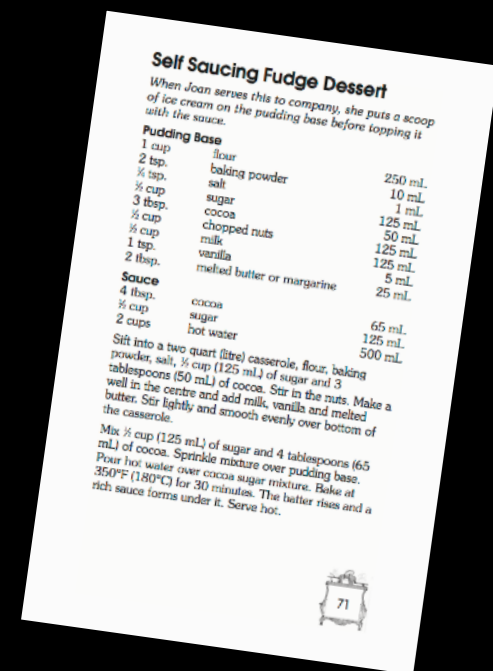 Self Saucing Fudge Dessert
When Joan serves this to company, she puts a scoop
of ice cream on the pudding base before topping it
with the sauce.
Pudding Base
1 cup flour 250 mL
2 tsp. baking powder 10 mL
¼ tsp. salt 1 mL
½ cup sugar 125 mL
3 tbsp. cocoa 50 mL
½ cup chopped nuts 125 mL
½ cup milk 125 mL
1 tsp. vanilla 5 mL
2 tbsp. melted butter or margarine 25 mL
Sauce
4 tbsp. cocoa 65 mL
½ cup sugar 125 mL
2 cups hot water 500 mL
Sift into a two quart (litre) casserole, flour, baking
powder, salt, ½ cup (125 mL) of sugar and 3
tablespoons (50 mL) of cocoa. Stir in the nuts. Make a
well in the centre and add milk, vanilla and melted
butter. Stir lightly and smooth evenly over bottom of
the casserole.
Mix ½ cup (125 mL) of sugar and 4 tablespoons (65
mL) of cocoa. Sprinkle mixture over pudding base.
Pour hot water over cocoa sugar mixture. Bake at
350°F (180°C) for 30 minutes. The batter rises and a
rich sauce forms under it. Serve hot.
71